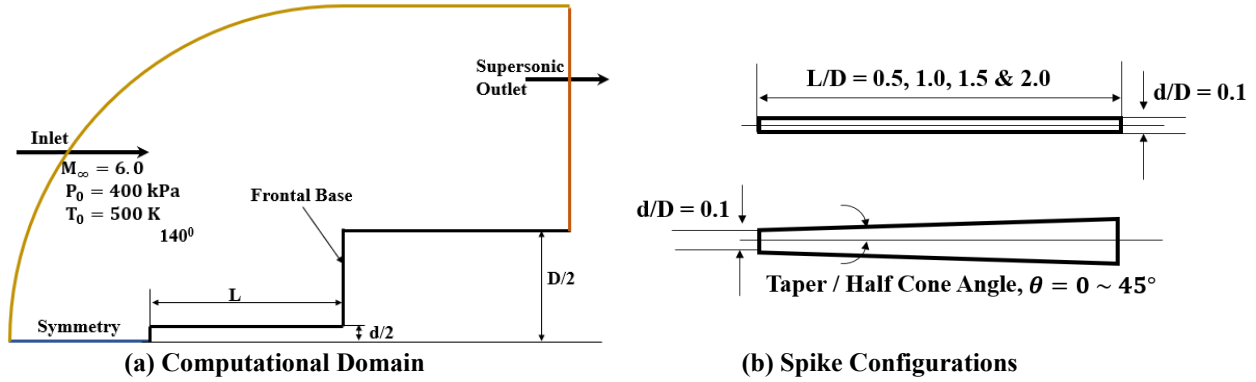 Inlet
M∞ = 6.0
P₀ = 400 kPa
T₀ = 500 K
140⁰
Supersonic
Outlet
Frontal Base
L
D/2
d/2
Symmetry
(a) Computational Domain
L/D = 0.5, 1.0, 1.5 & 2.0
d/D = 0.1
d/D = 0.1
Taper / Half Cone Angle, θ = 0 ~ 45°
(b) Spike Configurations